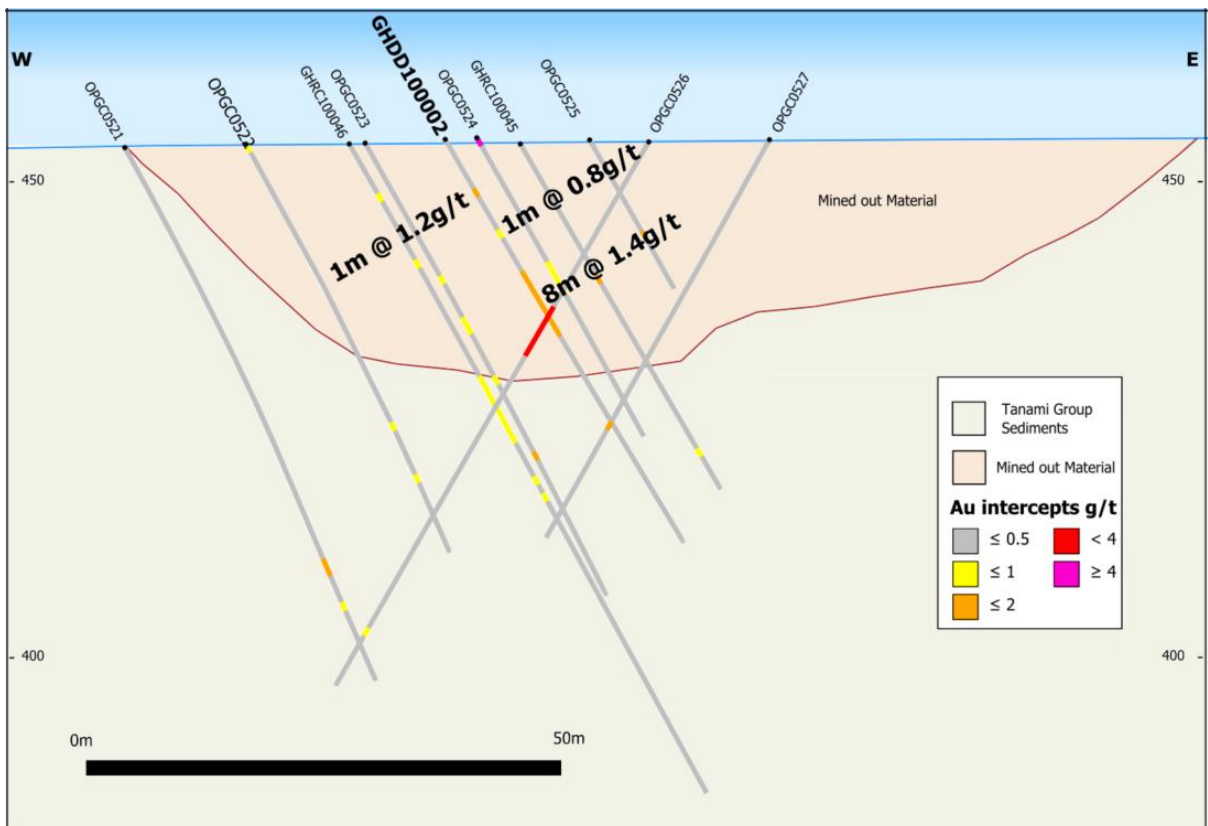 W
E
OPGC0521
OPGC0522
GHRC100046
OPGC0523
GHDD100002
OPGC0524
GHRC100045
OPGC0525
OPGC0526
OPGC0527
450
450
Mined out Material
1m @ 1.2g/t
1m @ 0.8g/t
8m @ 1.4g/t
Tanami Group
Sediments
Mined out Material
Au intercepts g/t
≤ 0.5
< 4
≤ 1
≥ 4
≤ 2
400
400
0m
50m